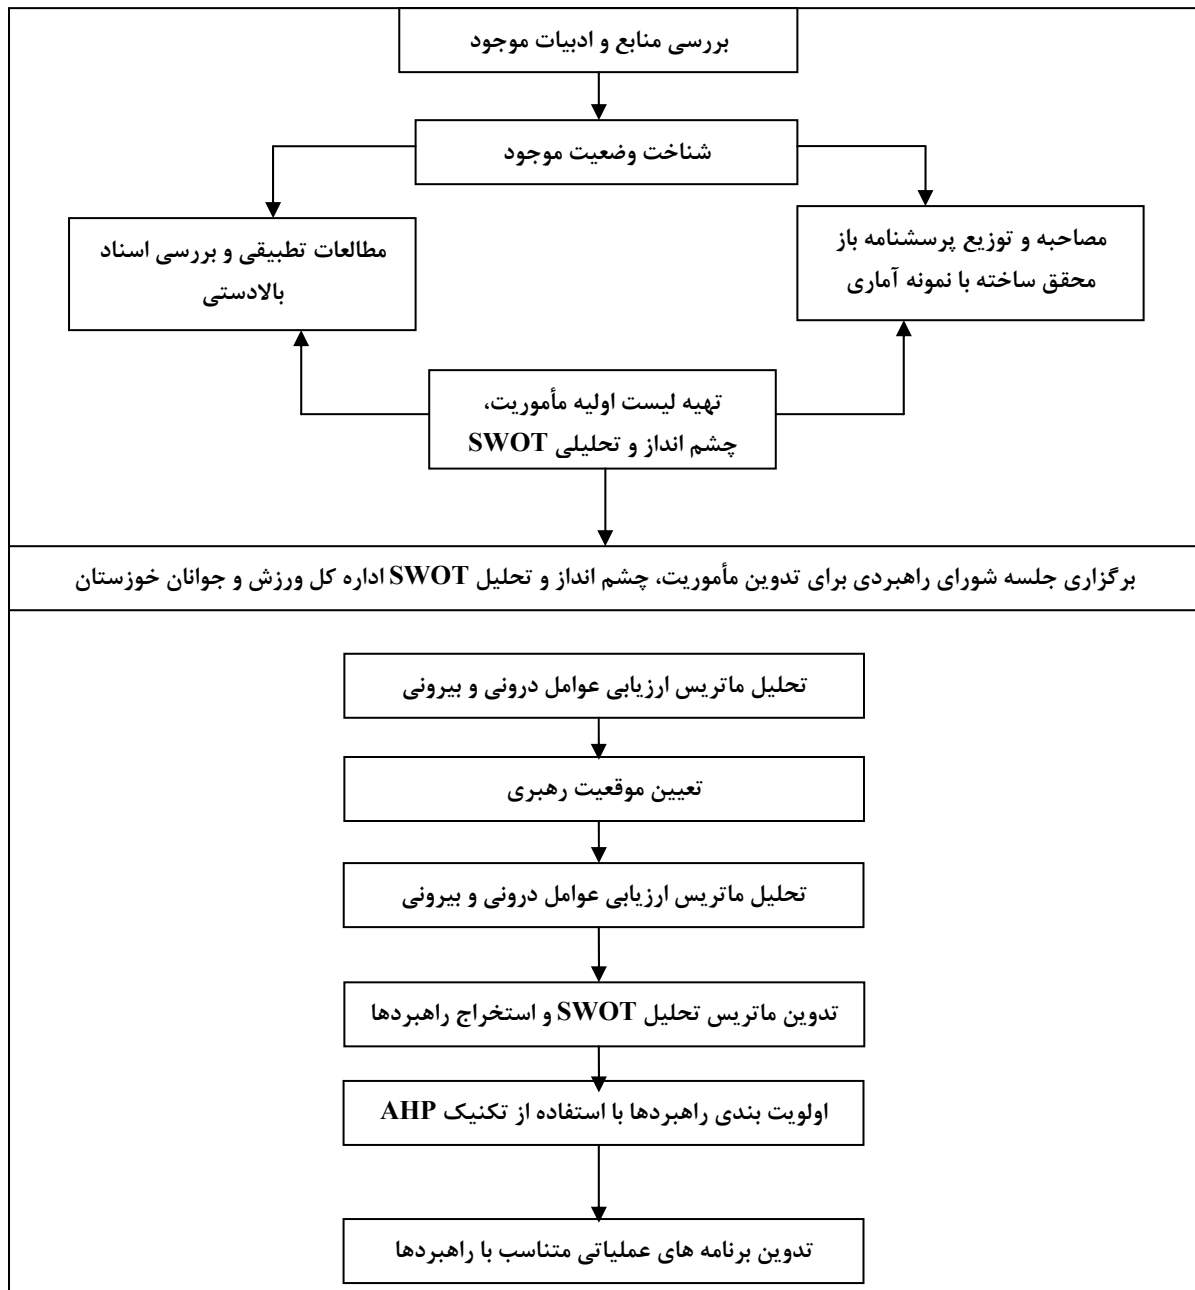 بررسی منابع و ادبیات موجود
شناخت وضعیت موجود
مصاحبه و توزیع پرسشنامه باز
محقق ساخته با نمونه آماری
مطالعات تطبیقی و بررسی اسناد
بالادستی
تهیه لیست اولیه مأموریت،
چشم انداز و تحلیلی SWOT
برگزاری جلسه شورای راهبردی برای تدوین مأموریت، چشم انداز و تحلیل SWOT اداره کل ورزش و جوانان خوزستان
تحلیل ماتریس ارزیابی عوامل درونی و بیرونی
تعیین موقعیت رهبری
تحلیل ماتریس ارزیابی عوامل درونی و بیرونی
تدوین ماتریس تحلیل SWOT و استخراج راهبردها
اولویت بندی راهبردها با استفاده از تکنیک AHP
تدوین برنامه های عملیاتی متناسب با راهبردها